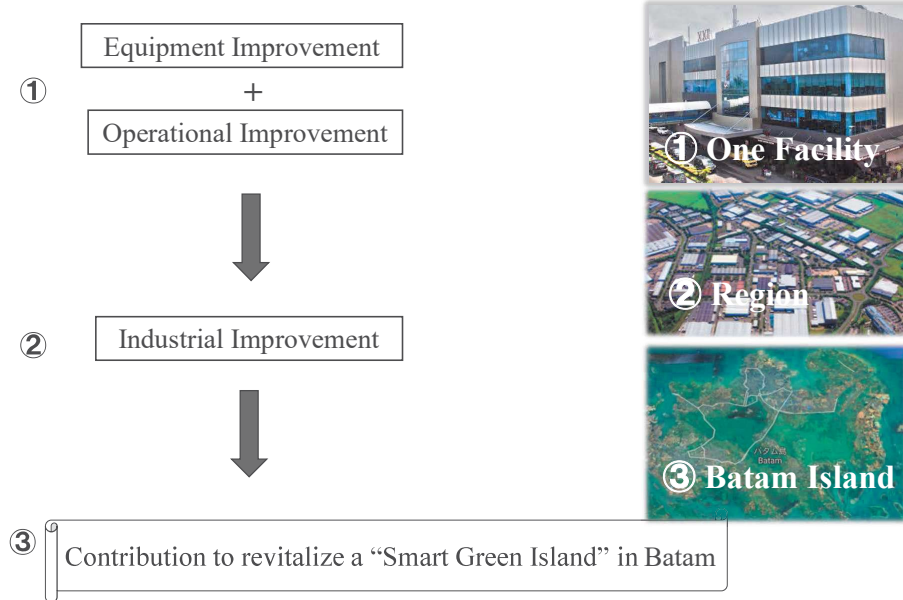 ①
Equipment Improvement
+
Operational Improvement
②
Industrial Improvement
③
Contribution to revitalize a “Smart Green Island” in Batam
① One Facility
② Region
バタム島
Batam
③ Batam Island